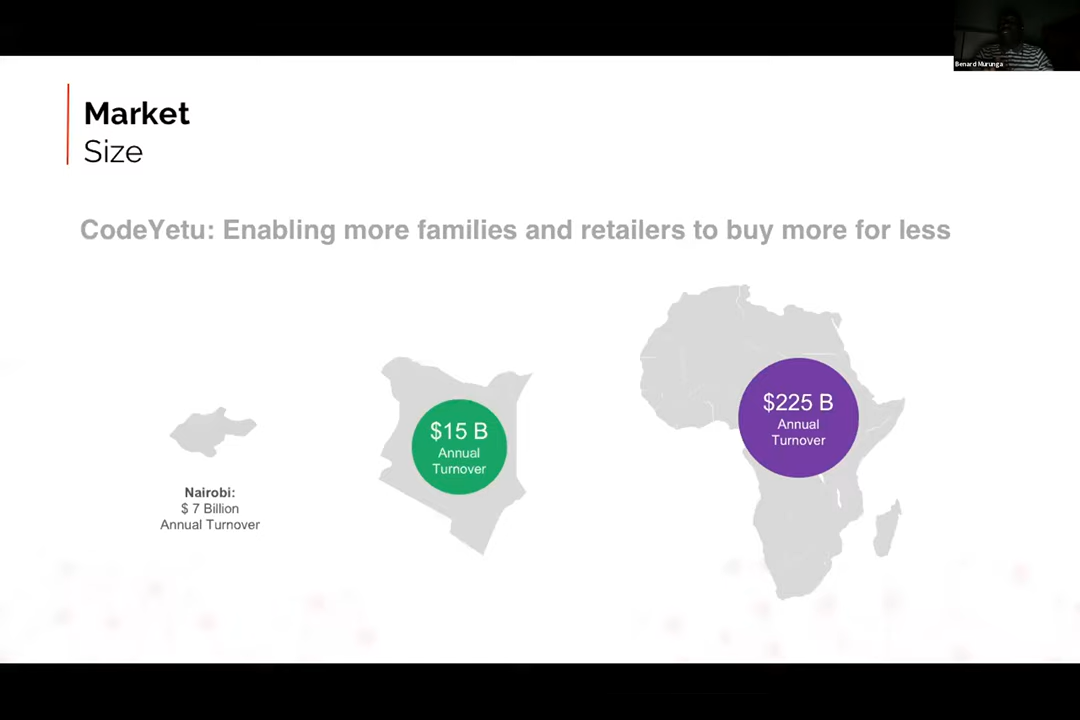 Benard Murunga
Market
Size
CodeYetu: Enabling more families and retailers to buy more for less
$225 B
Annual
Turnover
$15 B
Annual
Turnover
Nairobi:
$ 7 Billion
Annual Turnover